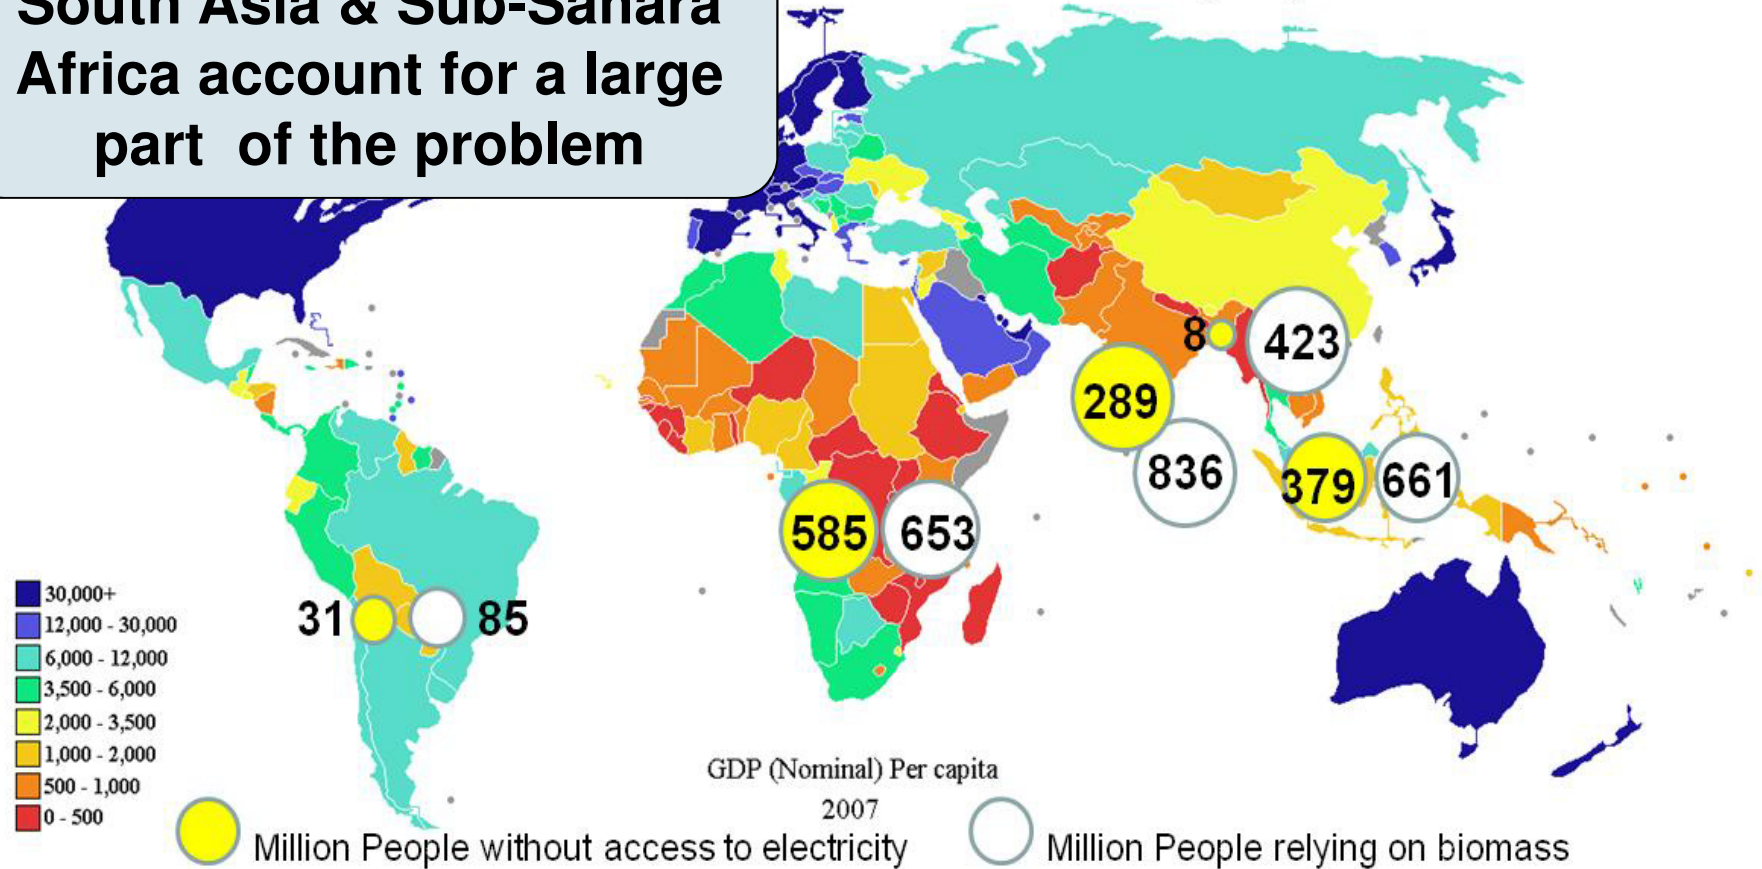 South Asia & Sub-Sahara
Africa account for a large
part of the problem
8
423
289
836
379
661
585
653
31
85
30,000+
12,000 - 30,000
6,000 - 12,000
3,500 - 6,000
2,000 - 3,500
1,000 - 2,000
500 - 1,000
0 - 500
GDP (Nominal) Per capita
2007
Million People without access to electricity
Million People relying on biomass